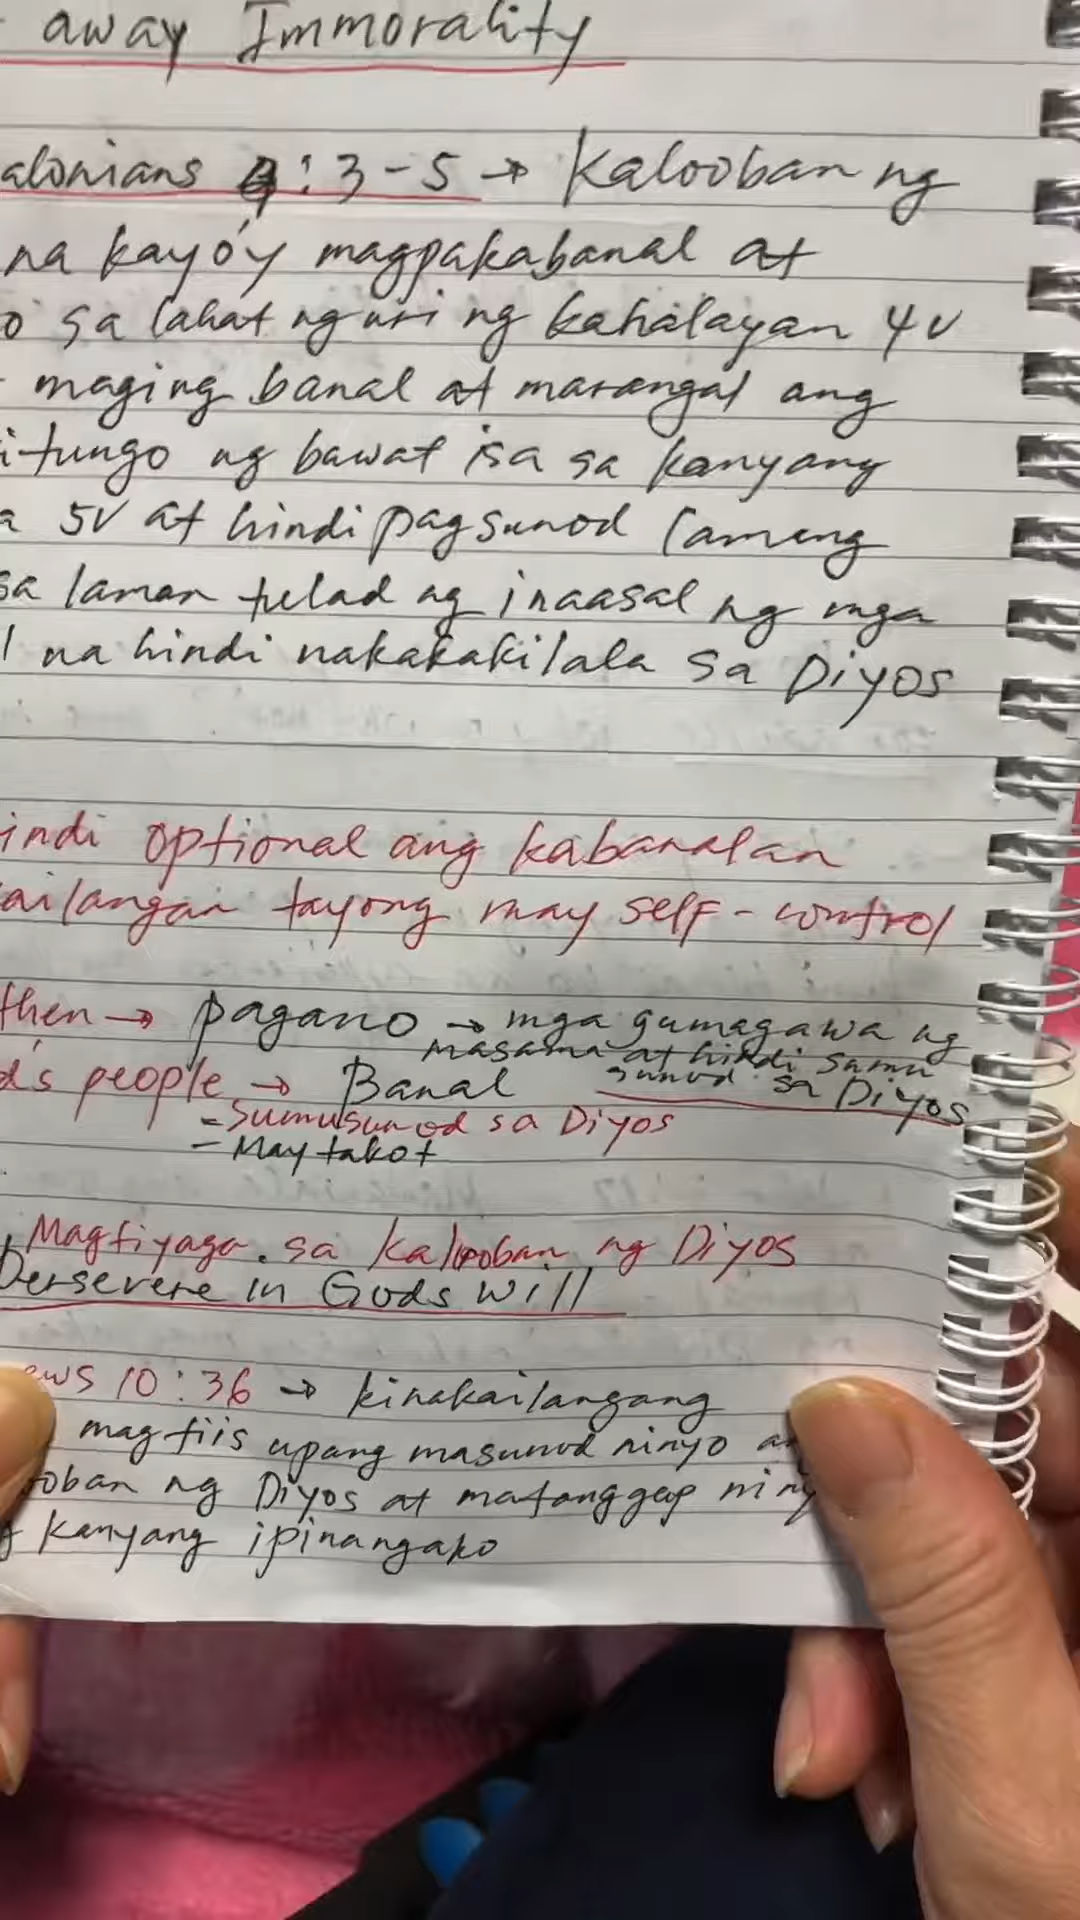 away Immorality
alonians 4:3-5 → Kalooban ng
na kayo'y magpakabanal at
o sa lahat ng uri ng kahalayan 4v
maging banal at marangal ang
itungo ng bawat isa sa kanyang
a 5v at hindi pagsunod lamang
sa laman tulad ng inaasal ng mga
l na hindi nakakakilala sa Diyos
indi optional ang kabanalan
ailangan tayong may self-control
then → pagano → mga gumagawa ng
masama at hindi sumu
sunod sa Diyos
d's people → Banal
- Sumusunod sa Diyos
- May takot
Magtiyaga. sa kalooban ng Diyos
Persevere in Gods will
ews 10:36 → kinakailangang
magtiis upang masunod ninyo a
ooban ng Diyos at matanggap niny
g kanyang ipinangako